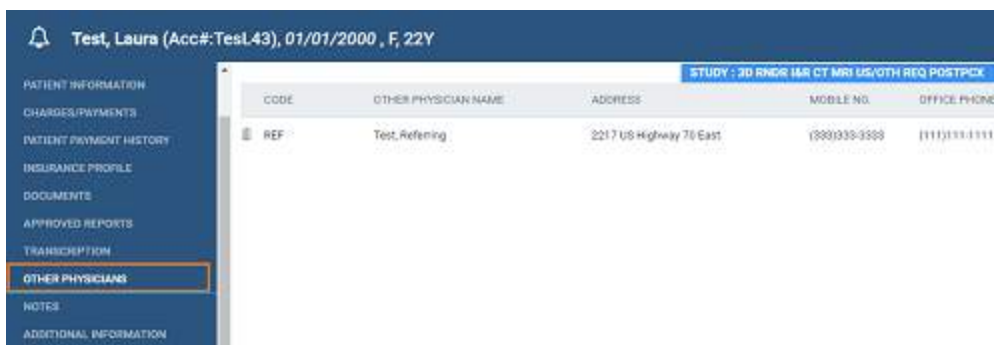 Test, Laura (Acc#:TesL43), 01/01/2000 , F, 22Y
STUDY : 3D RNDR I&R CT MRI US/OTH REQ POSTPCX
PATIENT INFORMATION
CHARGES/PAYMENTS
PATIENT PAYMENT HISTORY
INSURANCE PROFILE
DOCUMENTS
APPROVED REPORTS
TRANSCRIPTION
OTHER PHYSICIANS
NOTES
ADDITIONAL INFORMATION
CODE OTHER PHYSICIAN NAME ADDRESS MOBILE NO. OFFICE PHONE
REF Test, Referring 2217 US Highway 70 East (333)333-3333 (111)111-1111